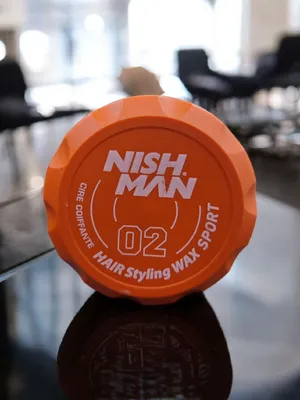 NISH
MAN
02
CIRE COIFFANTE
HAIR Styling WAX SPORT